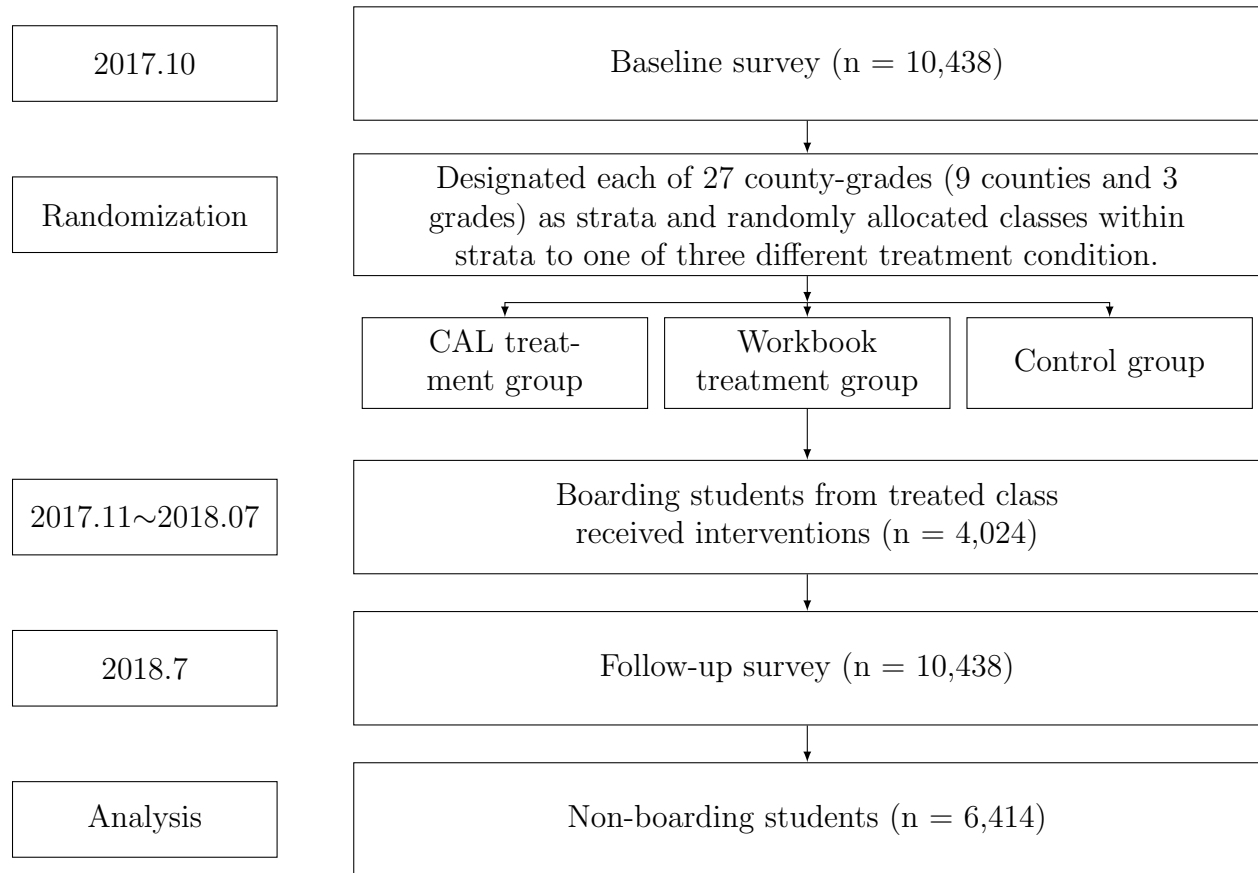 2017.10
Baseline survey (n = 10,438)
Randomization
Designated each of 27 county-grades (9 counties and 3
grades) as strata and randomly allocated classes within
strata to one of three different treatment condition.
CAL treat-
ment group
Workbook
treatment group
Control group
2017.11~2018.07
Boarding students from treated class
received interventions (n = 4,024)
2018.7
Follow-up survey (n = 10,438)
Analysis
Non-boarding students (n = 6,414)